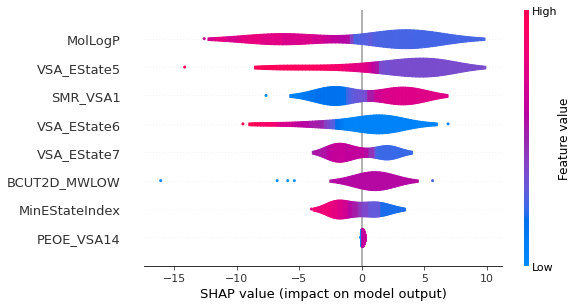 High
MolLogP
VSA_EState5
SMR_VSA1
VSA_EState6
VSA_EState7
BCUT2D_MWLOW
MinEStateIndex
PEOE_VSA14
Feature value
Low
−15 −10 −5 0 5 10
SHAP value (impact on model output)